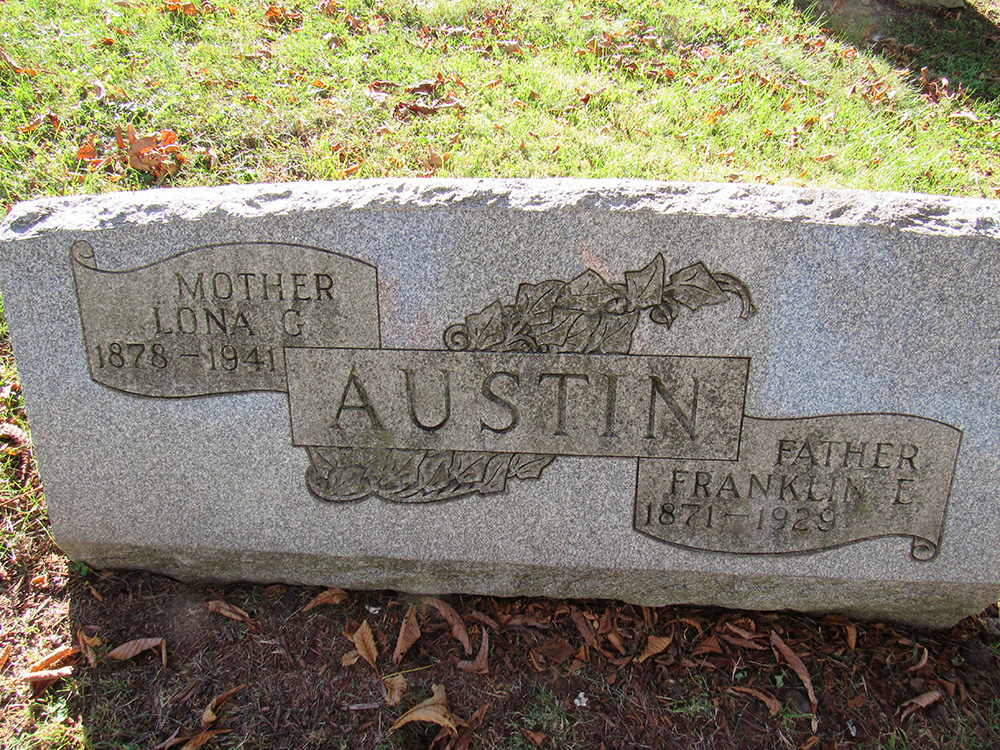 MOTHER
LONA G
1878-1941
AUSTIN
FATHER
FRANKLIN E.
1871-1929